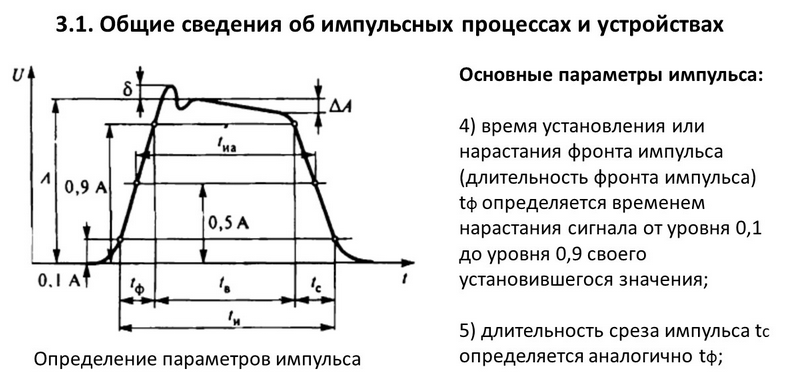 3.1. Общие сведения об импульсных процессах и устройствах
U
δ
ΔA
tиа
A
0,9 A
0,5 A
0,1 A
tф
tв
tс
t
tи
Определение параметров импульса
Основные параметры импульса:
4) время установления или
нарастания фронта импульса
(длительность фронта импульса)
tф определяется временем
нарастания сигнала от уровня 0,1
до уровня 0,9 своего
установившегося значения;
5) длительность среза импульса tс
определяется аналогично tф;